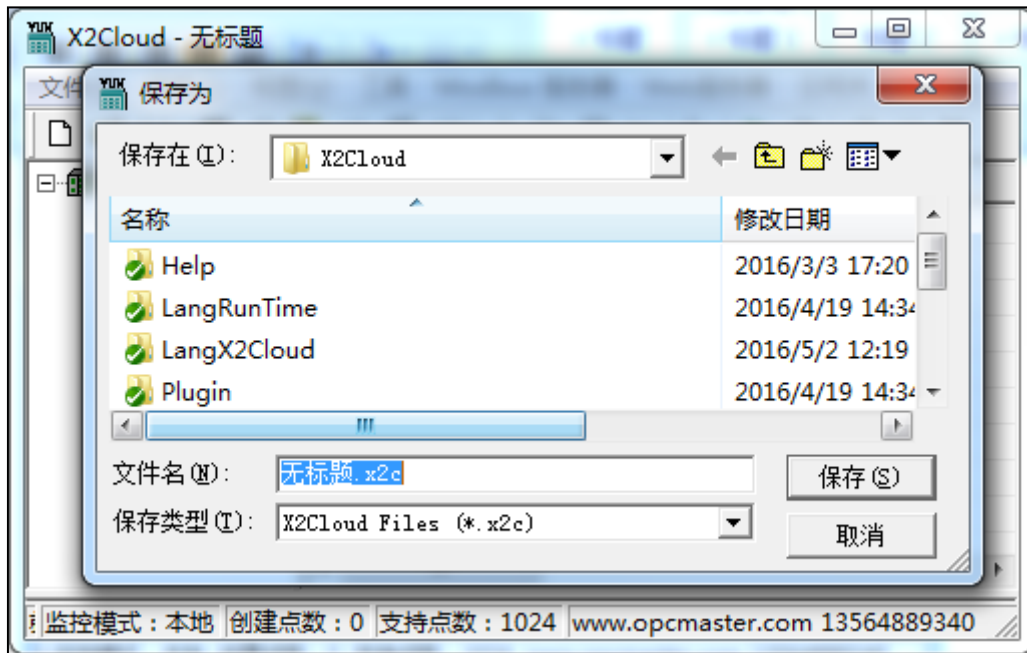 YUK X2Cloud - 无标题
文件
YUK 保存为
保存在(I): X2Cloud
名称 修改日期
Help 2016/3/3 17:20
LangRunTime 2016/4/19 14:34
LangX2Cloud 2016/5/2 12:19
Plugin 2016/4/19 14:34
文件名(N): 无标题.x2c 保存(S)
保存类型(T): X2Cloud Files (*.x2c) 取消
监控模式：本地 创建点数：0 支持点数：1024 www.opcmaster.com 13564889340